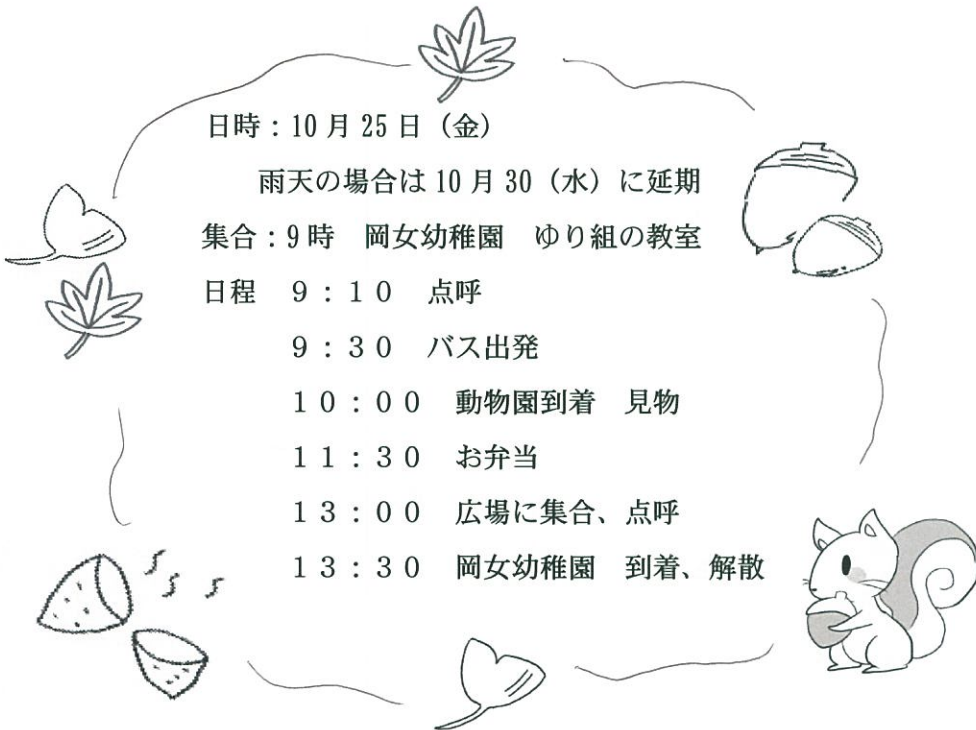 日時：10月25日（金）
雨天の場合は10月30（水）に延期
集合：9時　岡女幼稚園　ゆり組の教室
日程　９：１０　点呼
９：３０　バス出発
１０：００　動物園到着　見物
１１：３０　お弁当
１３：００　広場に集合、点呼
１３：３０　岡女幼稚園　到着、解散